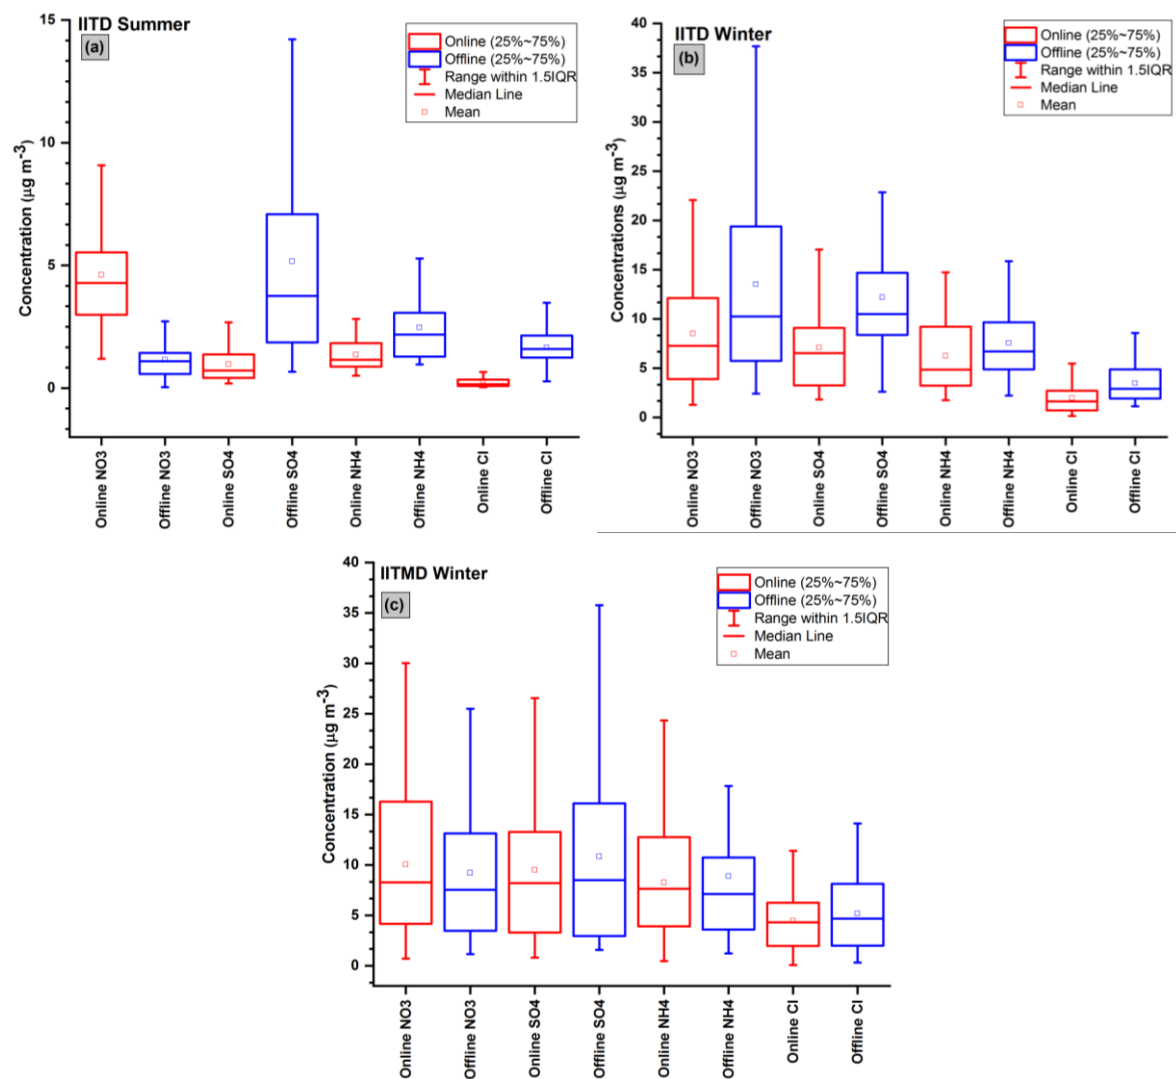 IITD Summer
(a)
Online (25%~75%)
Offline (25%~75%)
Range within 1.5IQR
Median Line
Mean
Concentration (µg m-3)
15
10
5
0
Online NO3
Offline NO3
Online SO4
Offline SO4
Online NH4
Offline NH4
Online Cl
Offline Cl
IITD Winter
(b)
Online (25%~75%)
Offline (25%~75%)
Range within 1.5IQR
Median Line
Mean
Concentrations (µg m-3)
40
35
30
25
20
15
10
5
0
Online NO3
Offline NO3
Online SO4
Offline SO4
Online NH4
Offline NH4
Online Cl
Offline Cl
IITMD Winter
(c)
Online (25%~75%)
Offline (25%~75%)
Range within 1.5IQR
Median Line
Mean
Concentration (µg m-3)
40
35
30
25
20
15
10
5
0
Online NO3
Offline NO3
Online SO4
Offline SO4
Online NH4
Offline NH4
Online Cl
Offline Cl